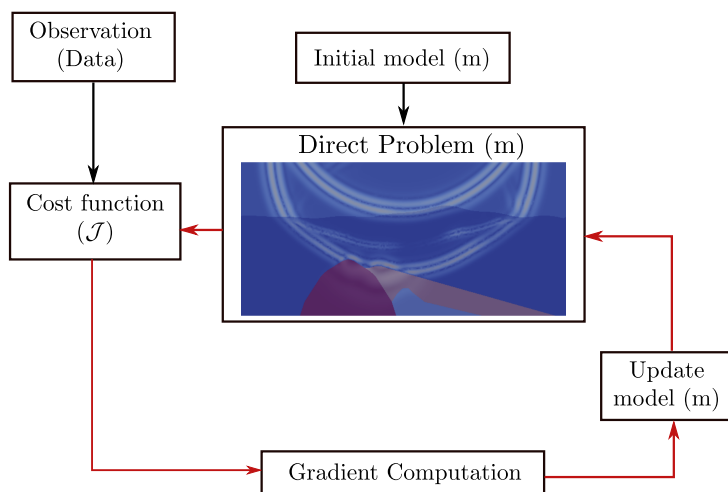 Observation
(Data)
Initial model (m)
Direct Problem (m)
Cost function
(𝒥)
Update
model (m)
Gradient Computation